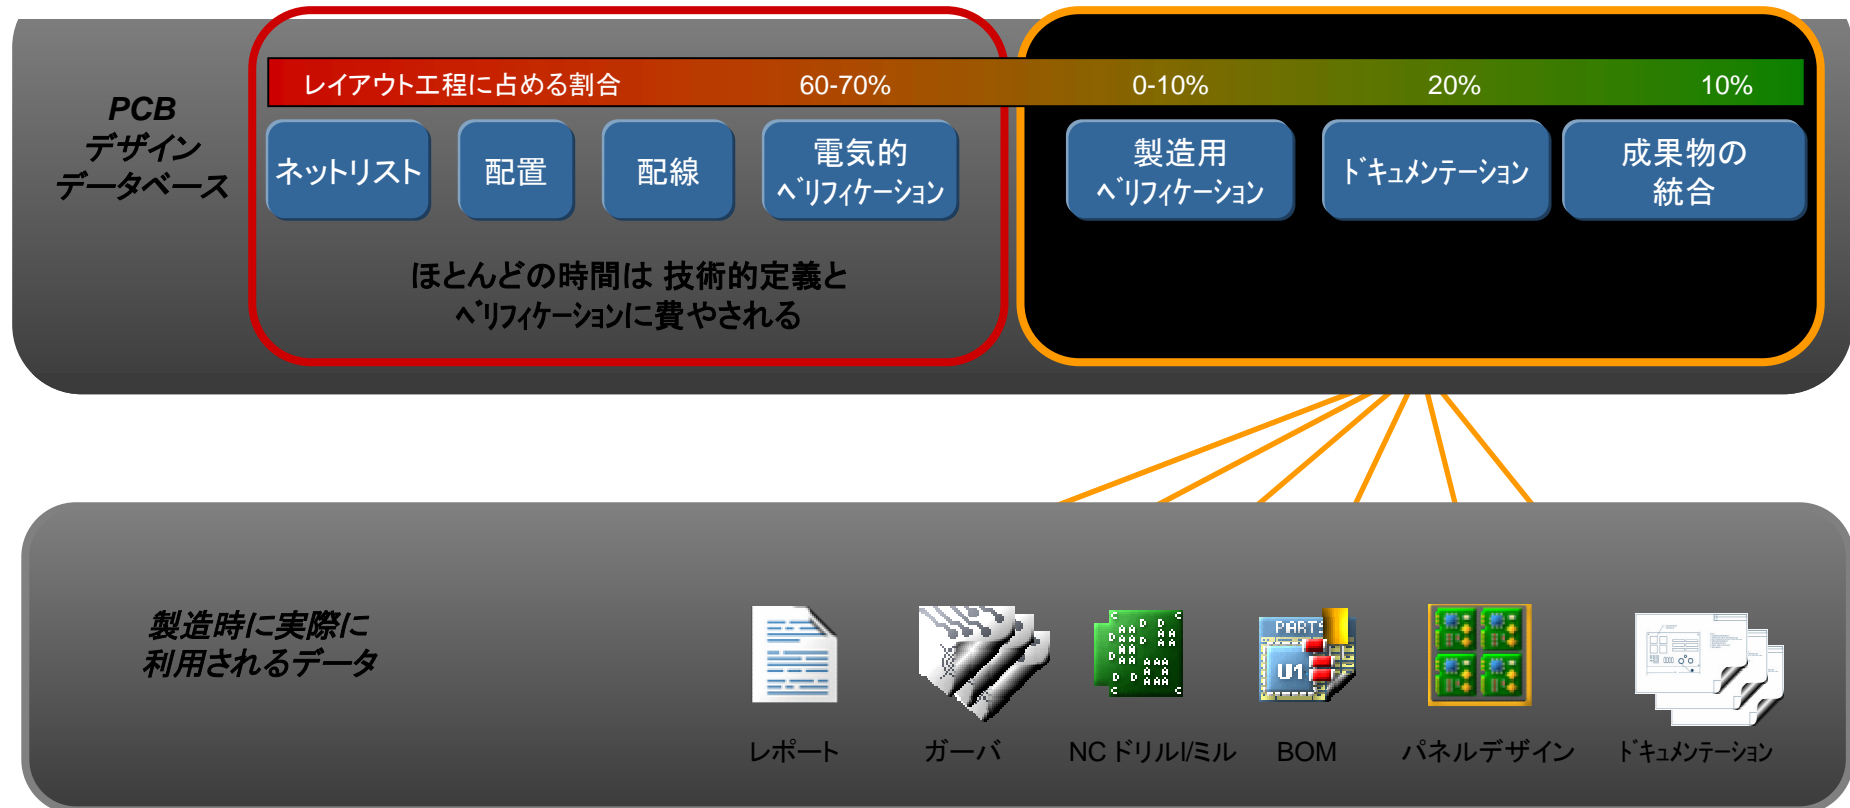 レイアウト工程に占める割合 60-70% 0-10% 20% 10%
PCB
デザイン
データベース
ネットリスト
配置
配線
電気的
ﾍﾞﾘﾌｨｹｰｼｮﾝ
製造用
ﾍﾞﾘﾌｨｹｰｼｮﾝ
ﾄﾞｷｭﾒﾝﾃｰｼｮﾝ
成果物の
統合
ほとんどの時間は 技術的定義と
ﾍﾞﾘﾌｨｹｰｼｮﾝに費やされる
製造時に実際に
利用されるデータ
PARTS
U1
レポート
ガーバ
NC ドリルl/ミル
BOM
パネルデザイン
ﾄﾞｷｭﾒﾝﾃｰｼｮﾝ